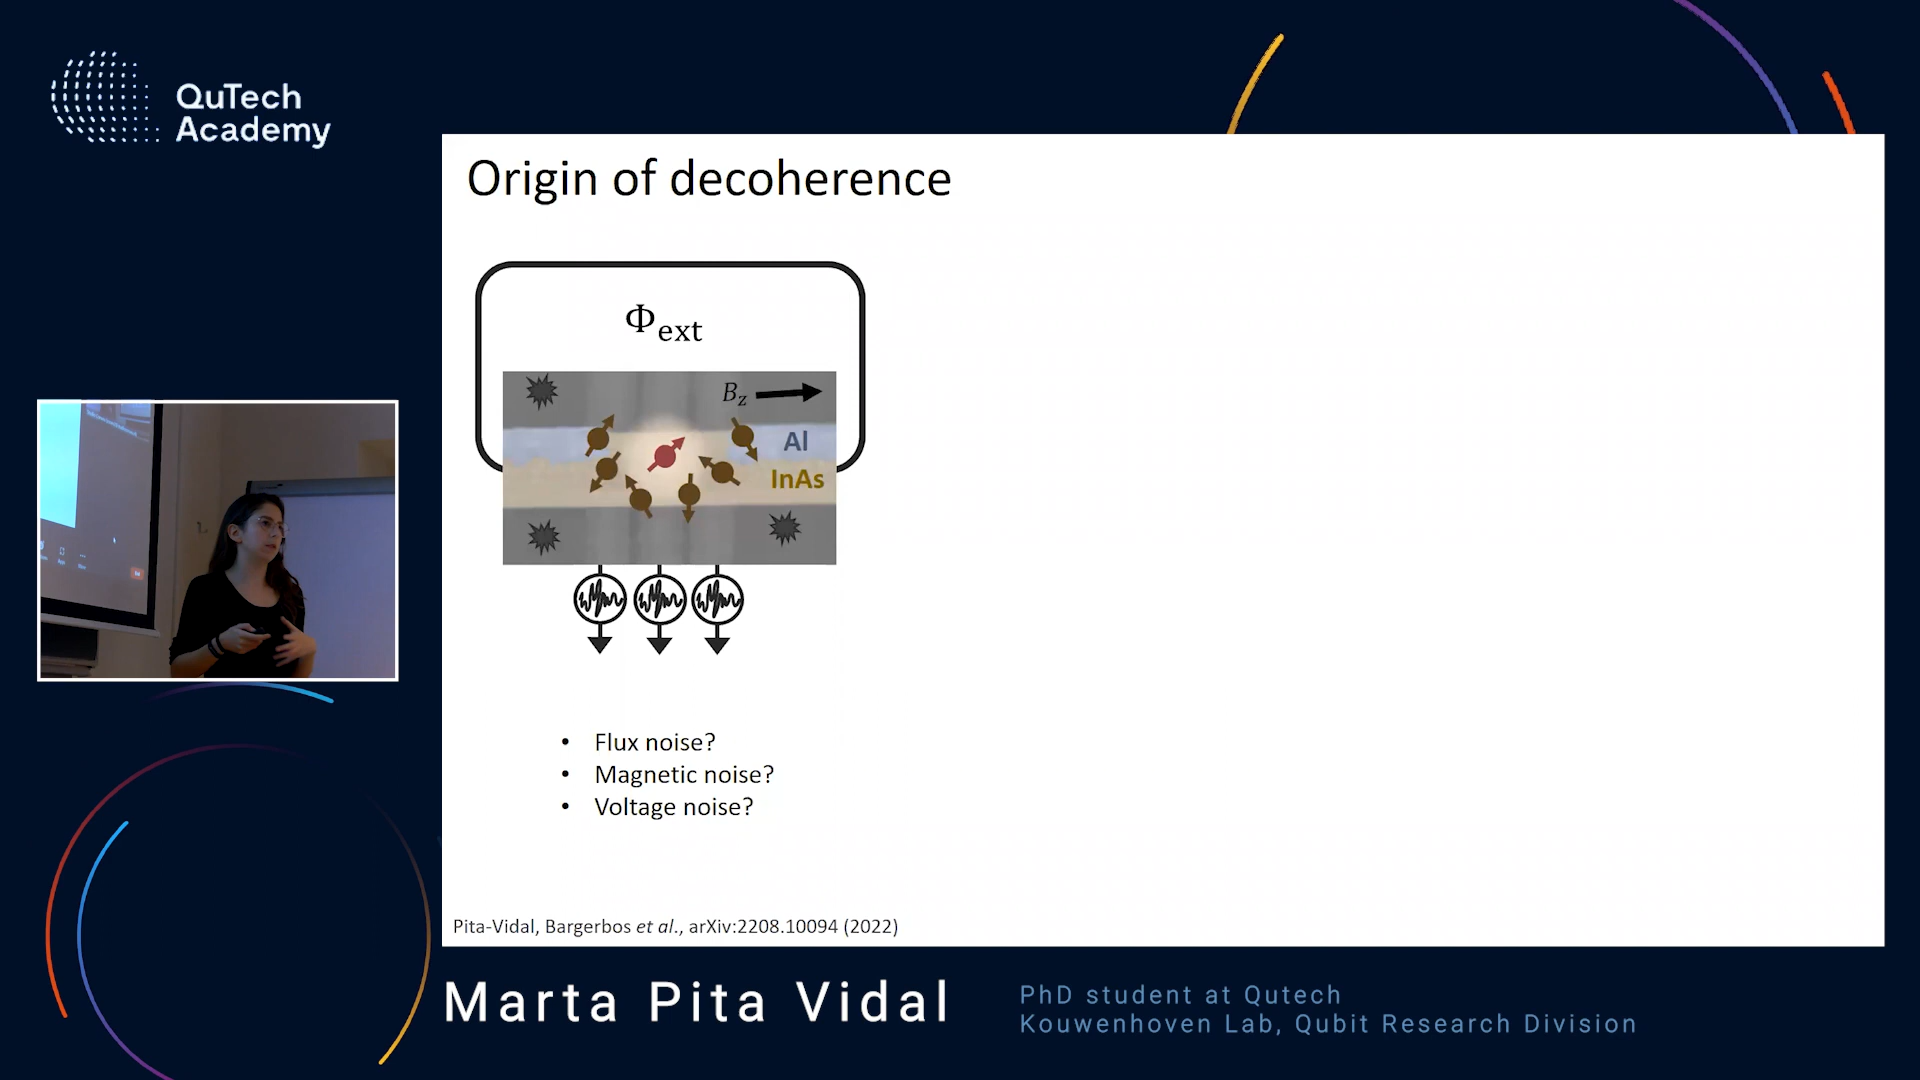 QuTech
Academy
Origin of decoherence
Φext
Bz
Al
InAs
• Flux noise?
• Magnetic noise?
• Voltage noise?
Pita-Vidal, Bargerbos et al., arXiv:2208.10094 (2022)
Marta Pita Vidal
PhD student at Qutech
Kouwenhoven Lab, Qubit Research Division